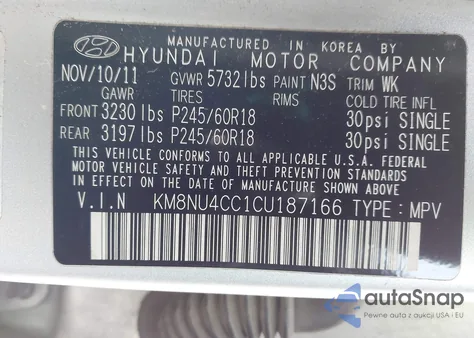 MANUFACTURED IN KOREA BY
HYUNDAI MOTOR COMPANY
NOV/10/11 GVWR 5732lbs PAINT N3S TRIM WK
GAWR TIRES RIMS COLD TIRE INFL
FRONT 3230lbs P245/60R18 30psi SINGLE
REAR 3197lbs P245/60R18 30psi SINGLE
THIS VEHICLE CONFORMS TO ALL APPLICABLE U.S.A. FEDERAL
MOTOR VEHICLE SAFETY, BUMPER, AND THEFT PREVENTION STANDARDS
IN EFFECT ON THE DATE OF MANUFACTURE SHOWN ABOVE.
V.I.N KM8NU4CC1CU187166 TYPE: MPV
autoSnap
Pewne auta z aukcji USA i EU